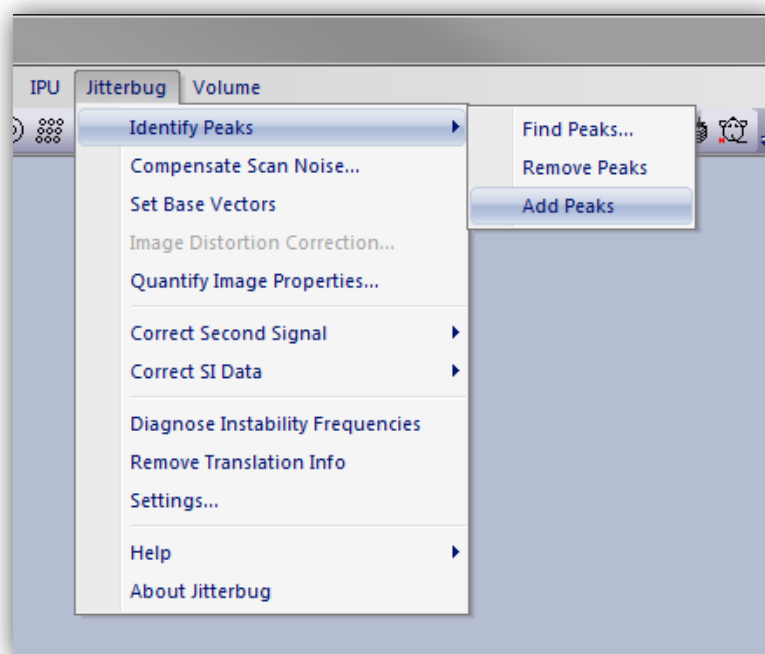 IPU Jitterbug Volume
Identify Peaks
Find Peaks...
Remove Peaks
Add Peaks
Compensate Scan Noise...
Set Base Vectors
Image Distortion Correction...
Quantify Image Properties...
Correct Second Signal
Correct SI Data
Diagnose Instability Frequencies
Remove Translation Info
Settings...
Help
About Jitterbug